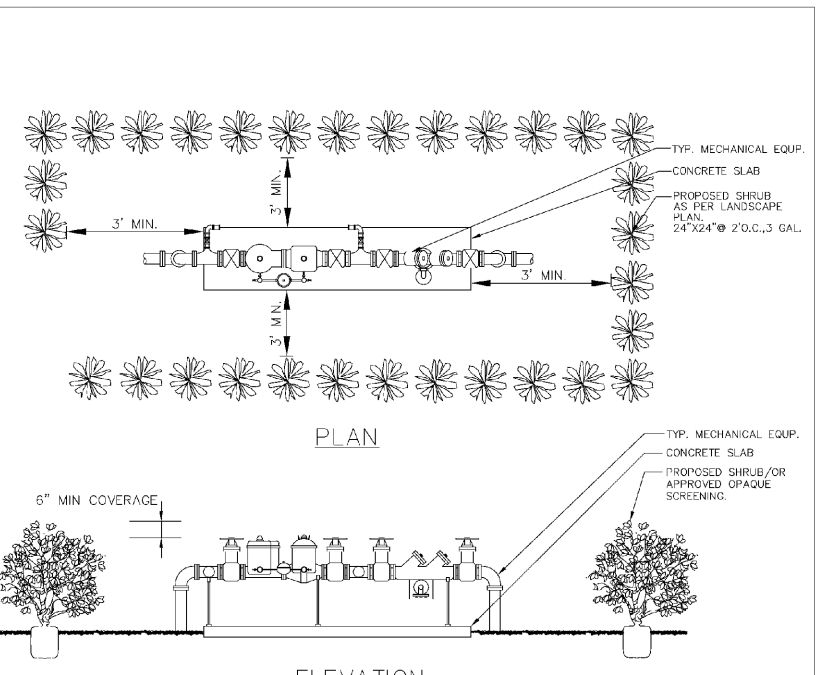 TYP. MECHANICAL EQUP.
CONCRETE SLAB
PROPOSED SHRUB
AS PER LANDSCAPE
PLAN.
24"X24"@ 2'O.C.,3 GAL.
3' MIN.
3' MIN.
3' MIN.
3' MIN.
PLAN
TYP. MECHANICAL EQUP.
CONCRETE SLAB
PROPOSED SHRUB/OR
APPROVED OPAQUE
SCREENING.
6" MIN COVERAGE
ELEVATION